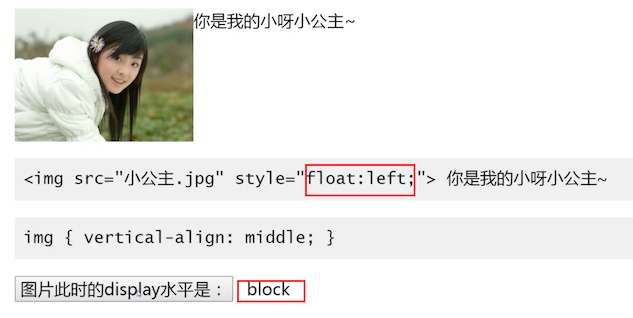 你是我的小呀小公主~
<img src="小公主.jpg" style="float:left;"> 你是我的小呀小公主~
img { vertical-align: middle; }
图片此时的display水平是： block